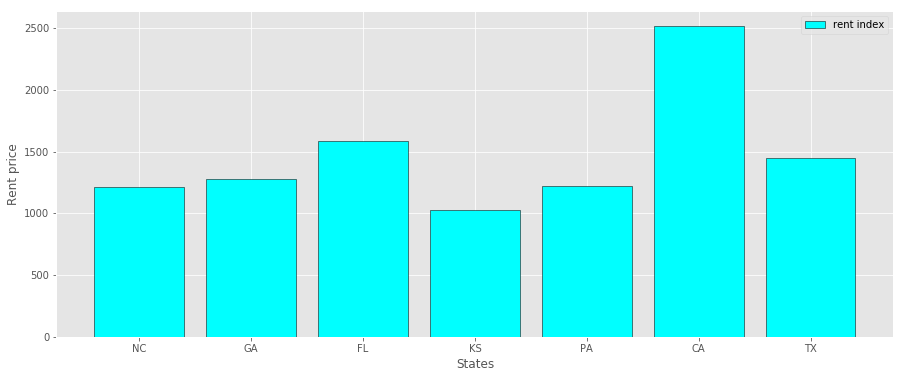 rent index
2500
2000
1500
1000
500
0
Rent price
NC GA FL KS PA CA TX
States